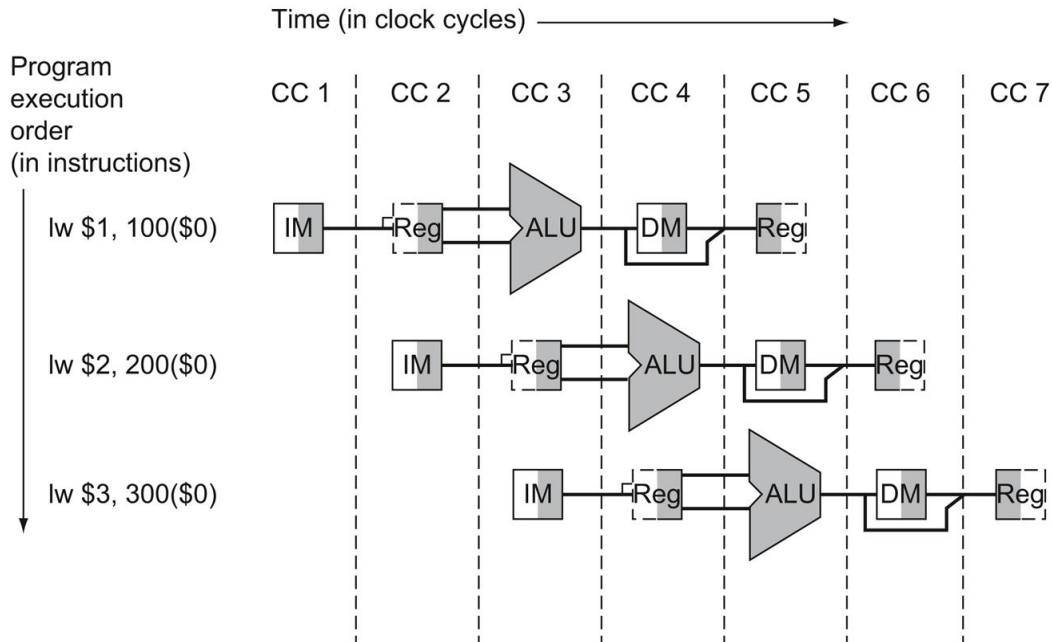 Time (in clock cycles)
Program
execution
order
(in instructions)
CC 1 CC 2 CC 3 CC 4 CC 5 CC 6 CC 7
lw $1, 100($0) IM Reg ALU DM Reg
lw $2, 200($0) IM Reg ALU DM Reg
lw $3, 300($0) IM Reg ALU DM Reg